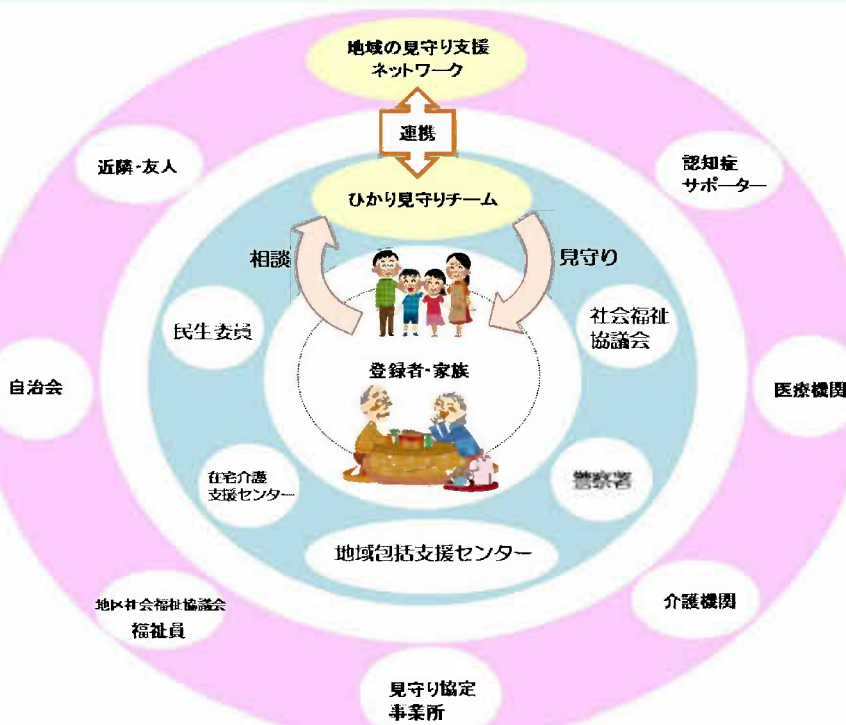 地域の見守り支援
ネットワーク
連携
近隣・友人
認知症
サポーター
ひかり見守りチーム
相談
見守り
民生委員
社会福祉
協議会
自治会
登録者・家族
医療機関
在宅介護
支援センター
警察署
地域包括支援センター
地区社会福祉協議会
福祉員
介護機関
見守り協定
事業所